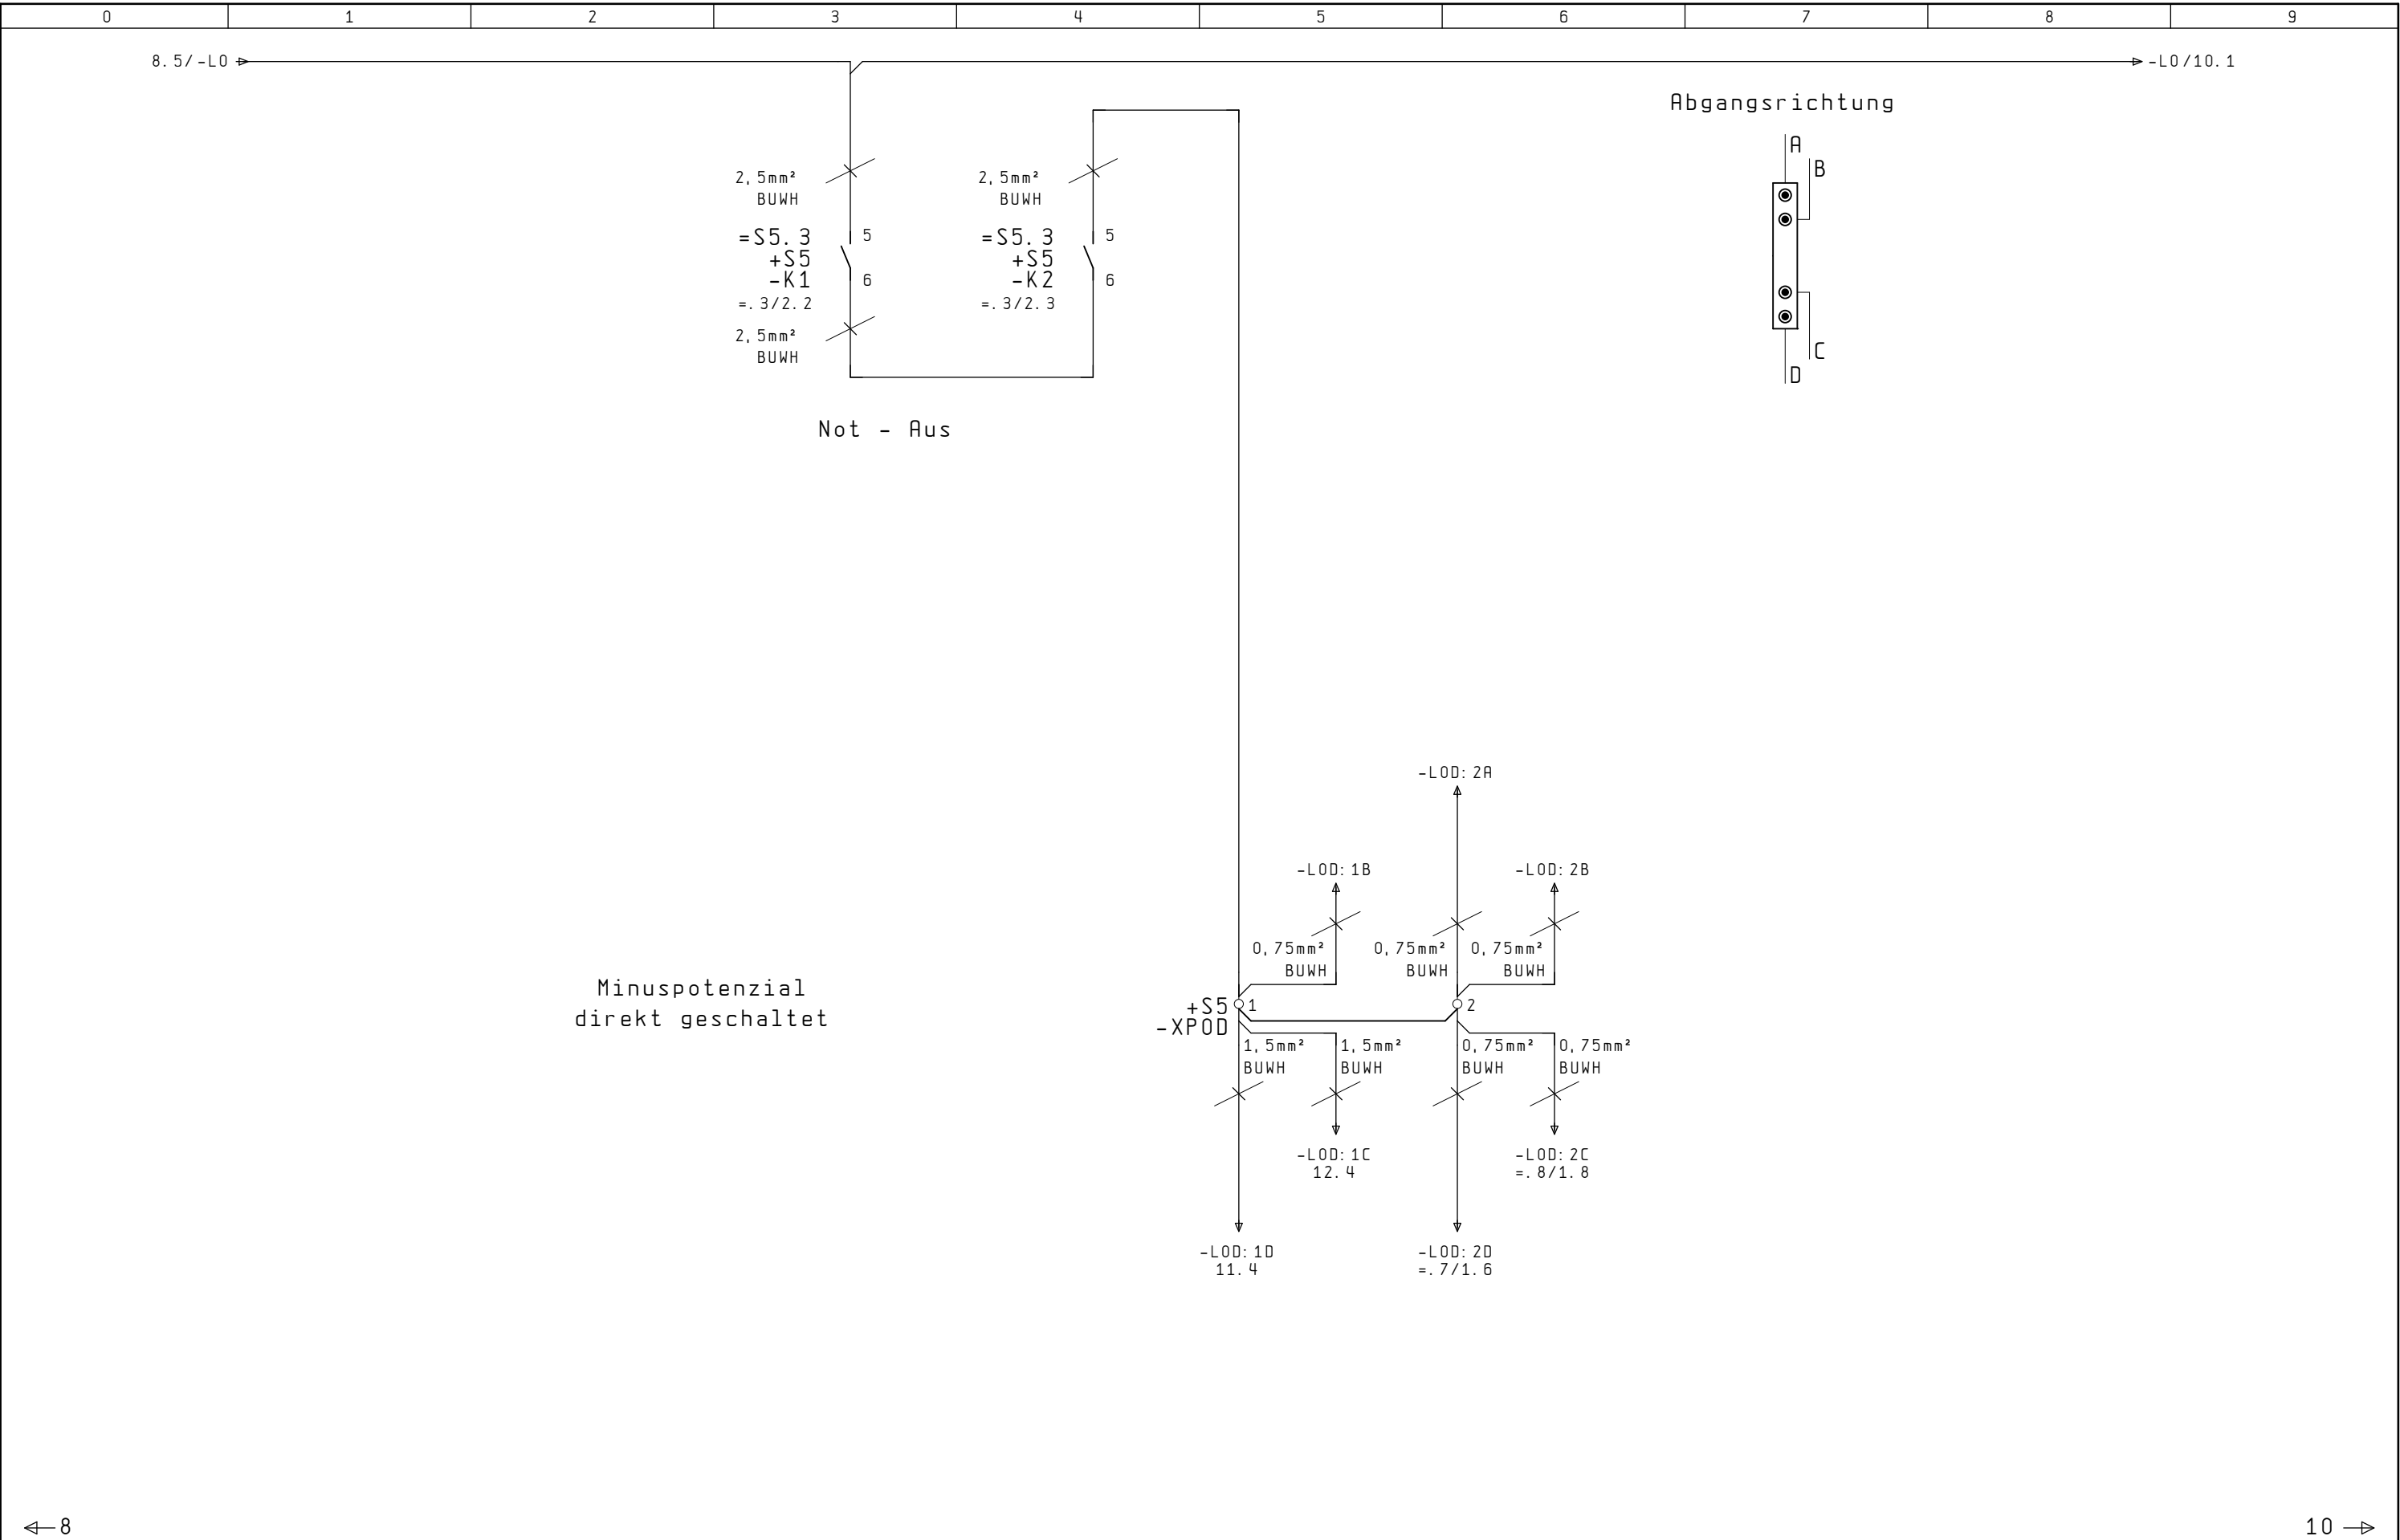 0 1 2 3 4 5 6 7 8 9
8.5/-L0
-L0/10.1
Abgangsrichtung
A
B
C
D
2,5mm²
BUWH
=S5.3
+S5
-K1
=.3/2.2
5
6
2,5mm²
BUWH
2,5mm²
BUWH
=S5.3
+S5
-K2
=.3/2.3
5
6
Not - Aus
Minuspotenzial
direkt geschaltet
-L0D:2A
-L0D:1B
-L0D:2B
0,75mm²
BUWH
0,75mm²
BUWH
0,75mm²
BUWH
+S5
-XP0D
1
2
1,5mm²
BUWH
1,5mm²
BUWH
0,75mm²
BUWH
0,75mm²
BUWH
-L0D:1C
12.4
-L0D:2C
=.8/1.8
-L0D:1D
11.4
-L0D:2D
=.7/1.6
8
10